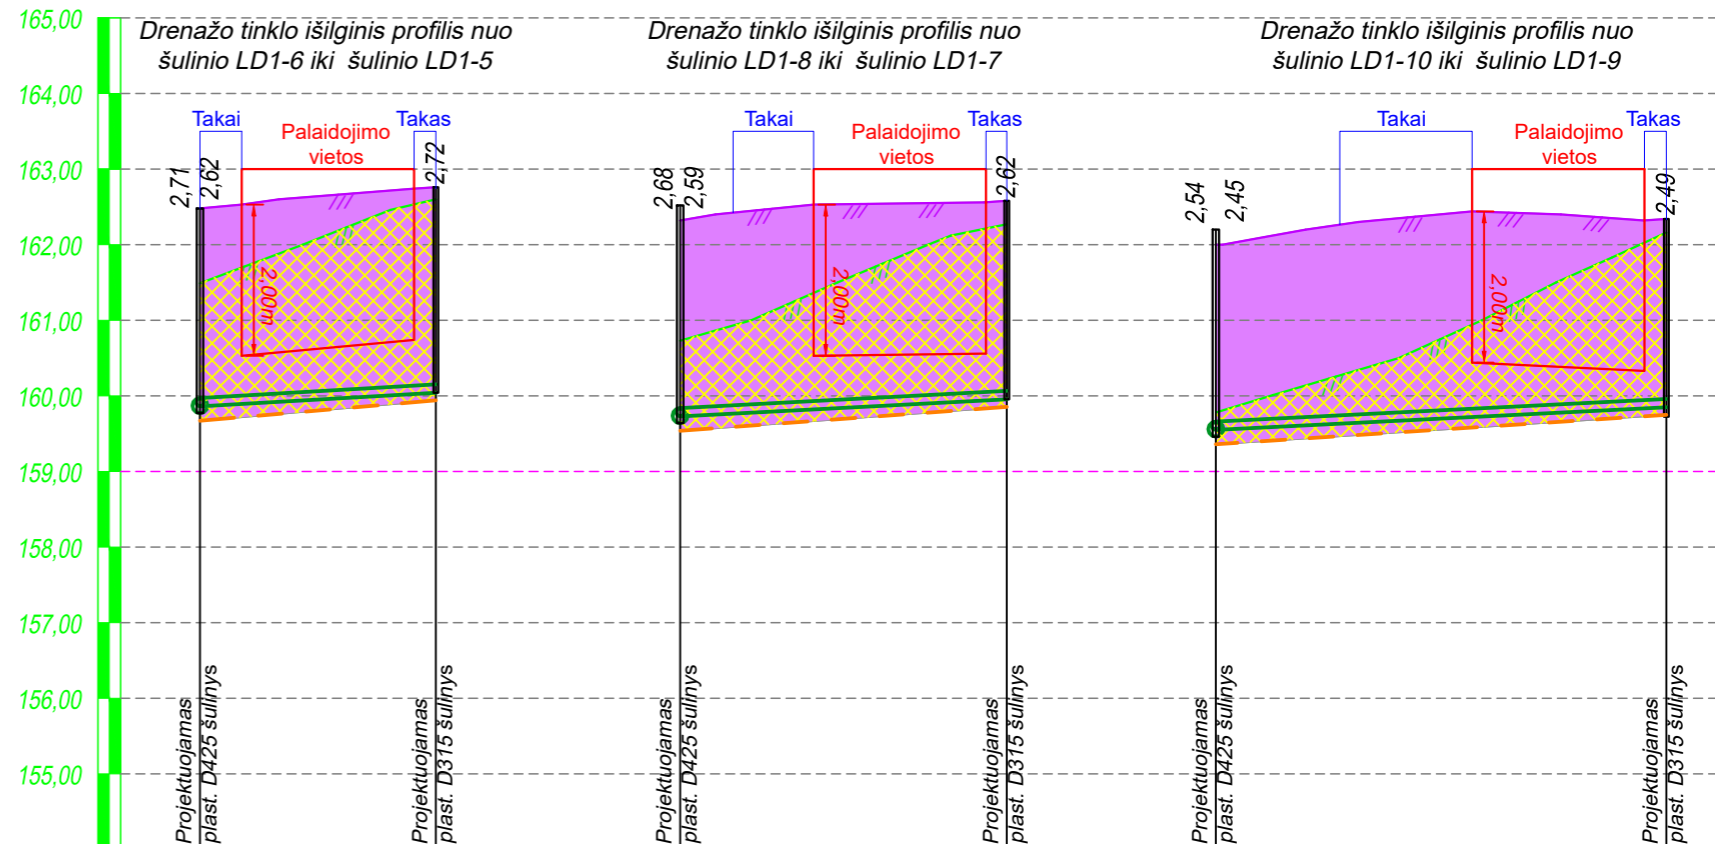 165,00
164,00
163,00
162,00
161,00
160,00
159,00
158,00
157,00
156,00
155,00
Drenažo tinklo išilginis profilis nuo
šulinio LD1-6 iki šulinio LD1-5
Takai
Palaidojimo
vietos
Takas
2,71
2,62
2,72
2,00m
Projektuojamas
plast. D425 šulinys
Projektuojamas
plast. D315 šulinys
Drenažo tinklo išilginis profilis nuo
šulinio LD1-8 iki šulinio LD1-7
Takai
Palaidojimo
vietos
Takas
2,68
2,59
2,62
2,00m
Projektuojamas
plast. D425 šulinys
Projektuojamas
plast. D315 šulinys
Drenažo tinklo išilginis profilis nuo
šulinio LD1-10 iki šulinio LD1-9
Takai
Palaidojimo
vietos
Takas
2,54
2,45
2,49
2,00m
Projektuojamas
plast. D425 šulinys
Projektuojamas
plast. D315 šulinys